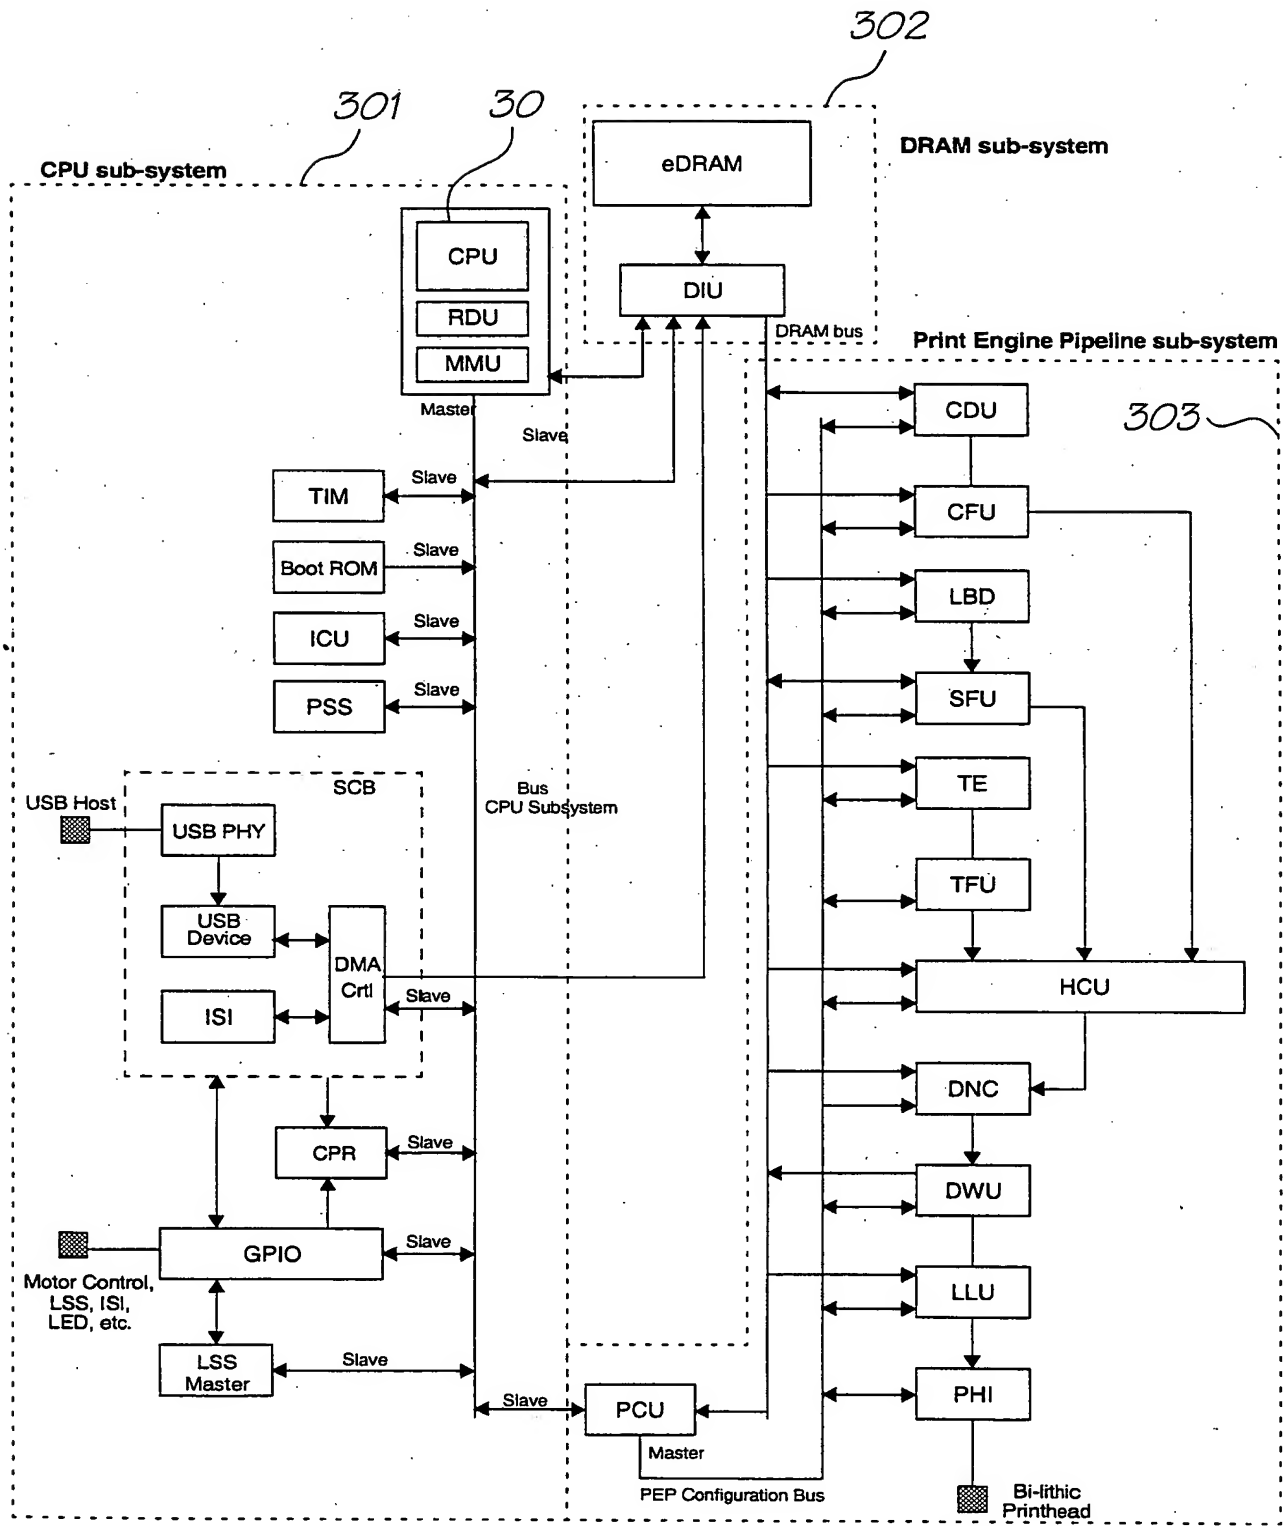 302
301
30
CPU sub-system
DRAM sub-system
eDRAM
CPU
DIU
RDU
MMU
DRAM bus
Print Engine Pipeline sub-system
Master
Slave
303
CDU
TIM
Slave
CFU
Boot ROM
Slave
LBD
ICU
Slave
PSS
Slave
SFU
SCB
Bus
CPU Subsystem
TE
USB Host
USB PHY
TFU
USB
Device
DMA
Crtl
Slave
ISI
HCU
DNC
CPR
Slave
DWU
GPIO
Slave
Motor Control,
LSS, ISI,
LED, etc.
LLU
LSS
Master
Slave
PHI
Slave
PCU
Master
PEP Configuration Bus
Bi-lithic
Printhead